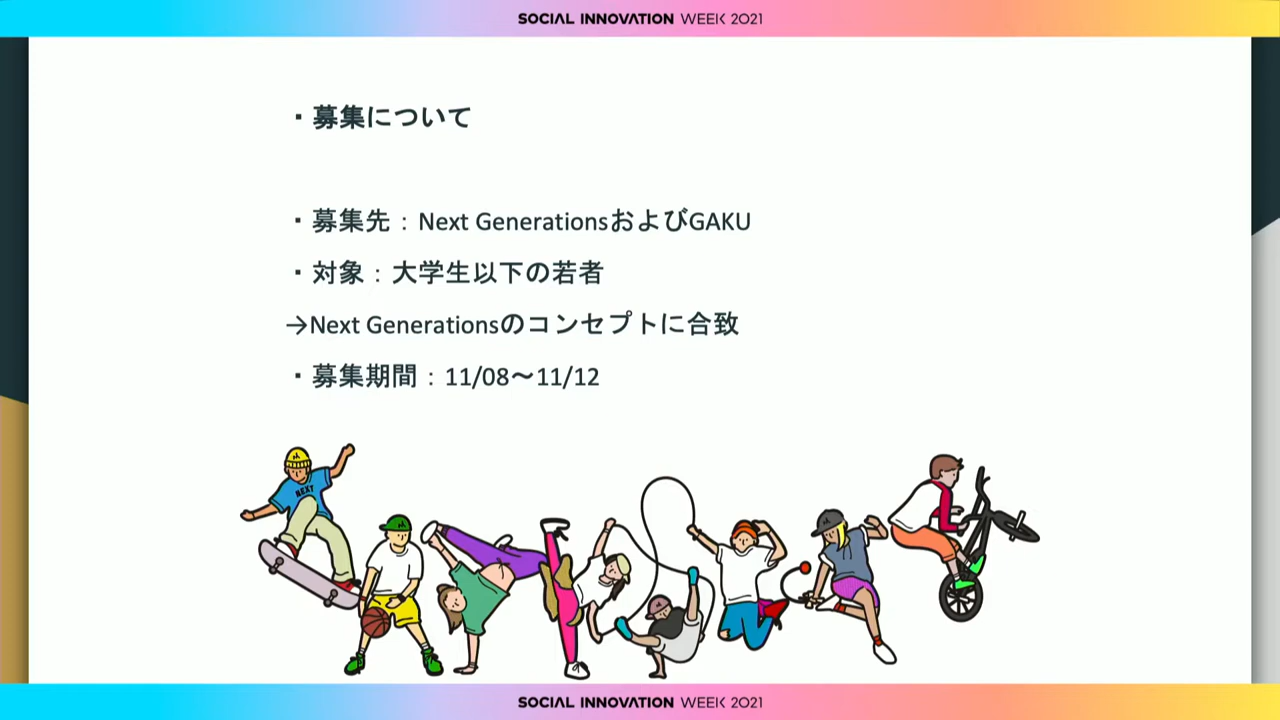 SOCIAL INNOVATION WEEK 2021
・募集について
・募集先：Next GenerationsおよびGAKU
・対象：大学生以下の若者
→Next Generationsのコンセプトに合致
・募集期間：11/08〜11/12
NEXT
SOCIAL INNOVATION WEEK 2021